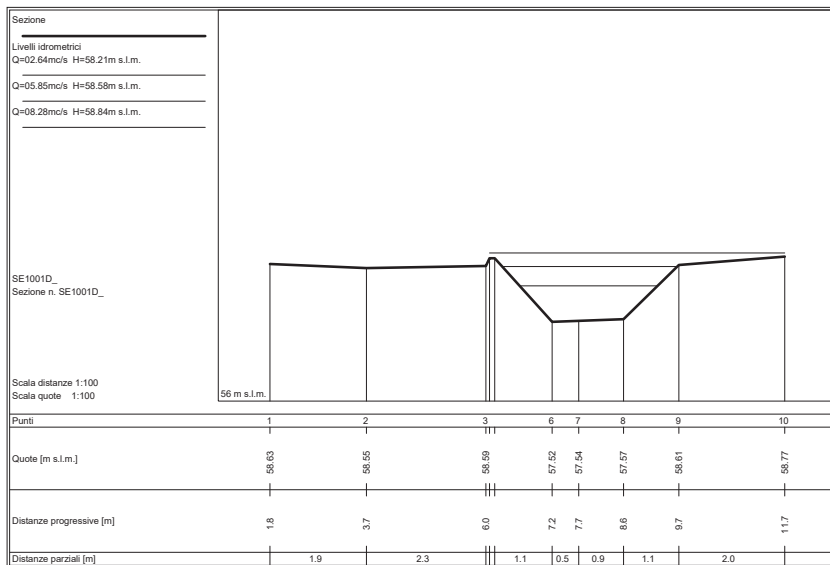 Sezione
Livelli idrometrici
Q=02.64mc/s H=58.21m s.l.m.
Q=05.85mc/s H=58.58m s.l.m.
Q=08.28mc/s H=58.84m s.l.m.
SE1001D_
Sezione n. SE1001D_
Scala distanze 1:100
Scala quote 1:100
56 m s.l.m.
Punti 1 2 3 6 7 8 9 10
Quote [m s.l.m.] 58.63 58.55 58.59 57.52 57.54 57.57 58.61 58.77
Distanze progressive [m] 1.8 3.7 6.0 7.2 7.7 8.6 9.7 11.7
Distanze parziali [m] 1.9 2.3 1.1 0.5 0.9 1.1 2.0